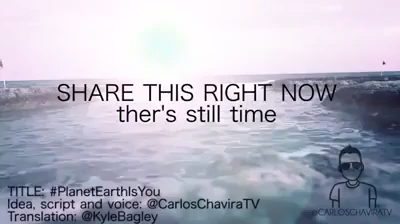 SHARE THIS RIGHT NOW
ther's still time
TITLE: #PlanetEarthIsYou
Idea, script and voice: @CarlosChaviraTV
Translation: @KyleBagley
@CARLOSCHAVIRATV